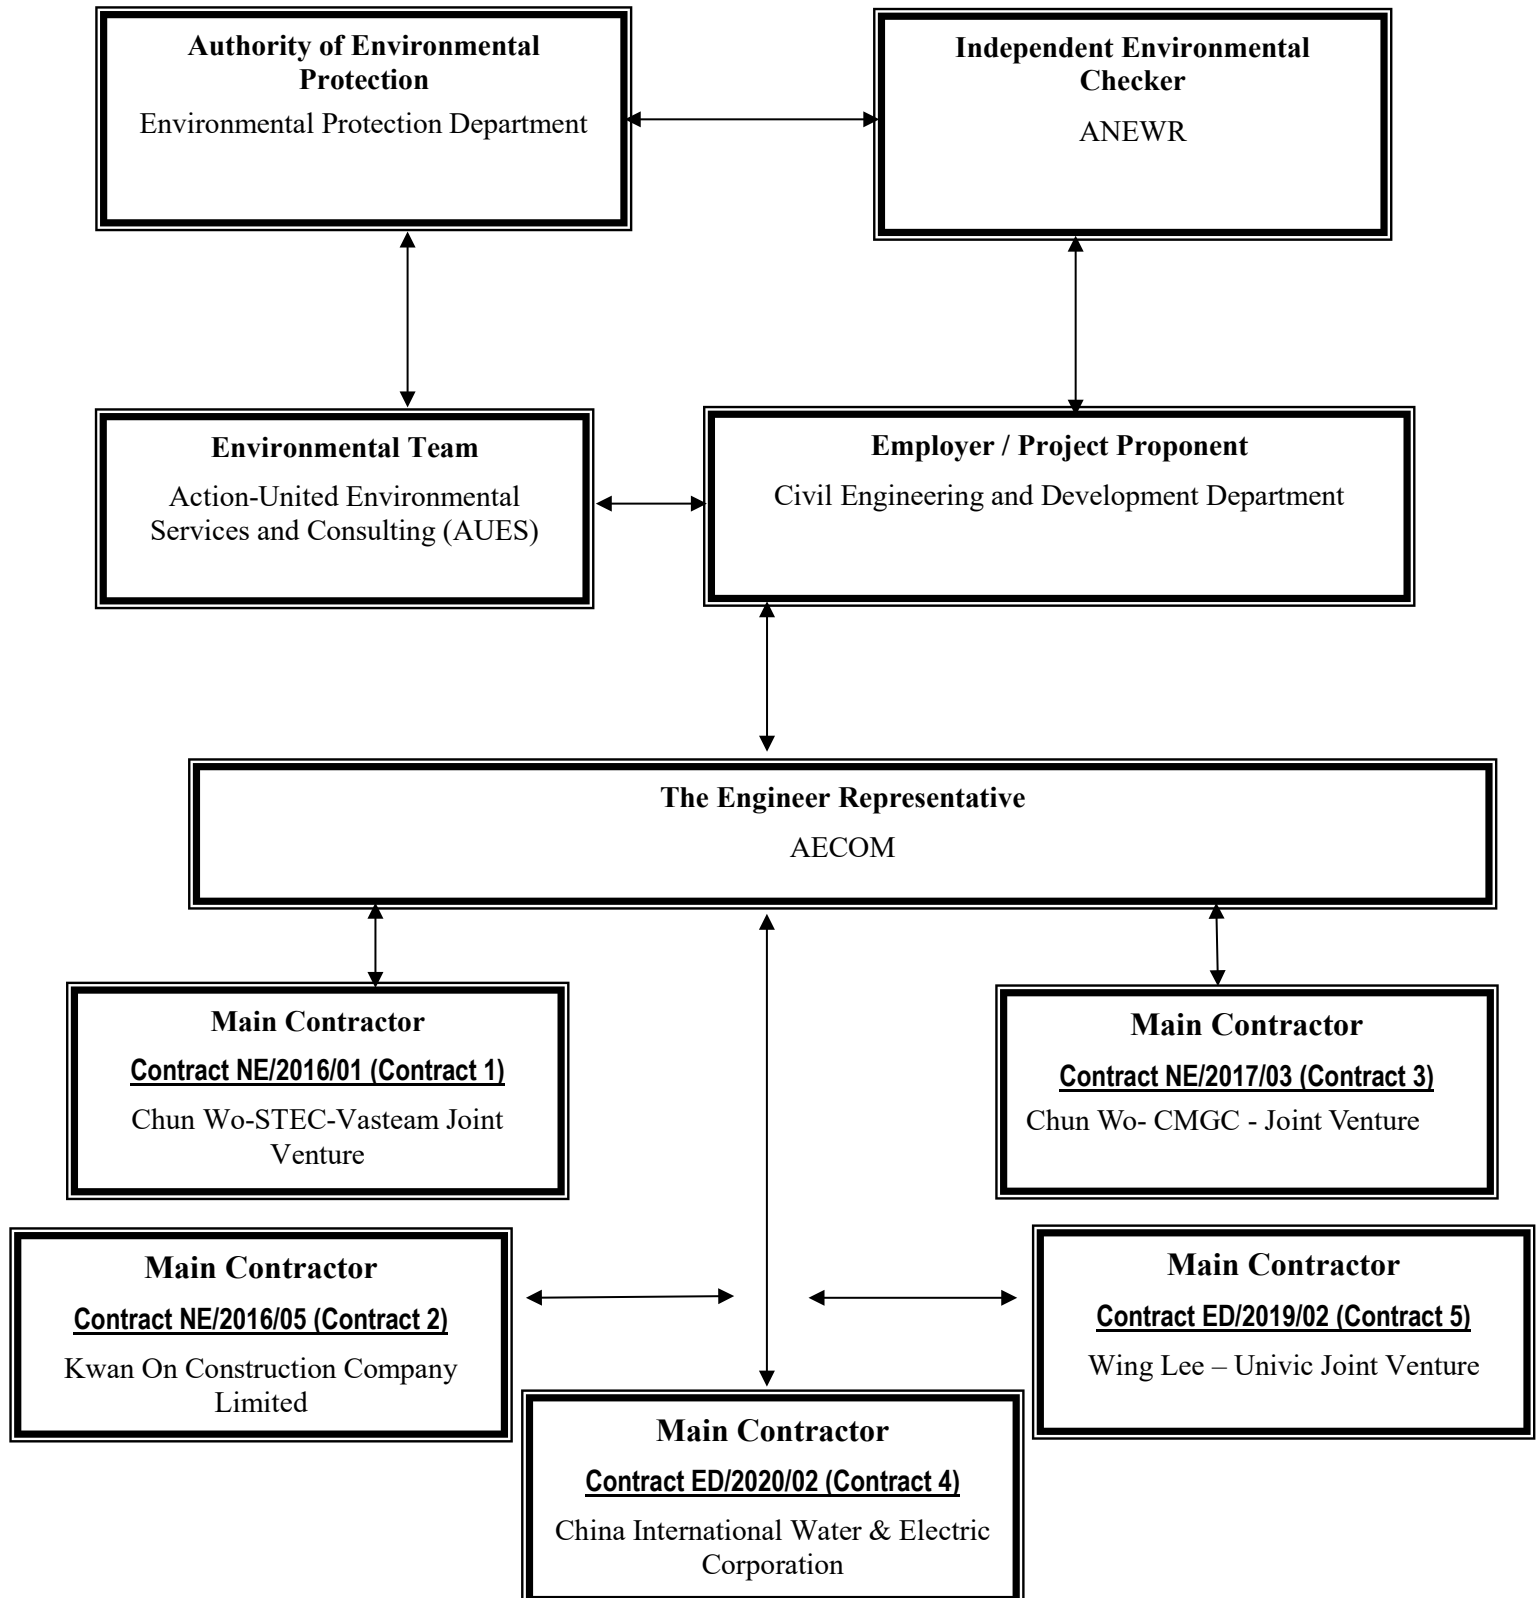 Authority of Environmental
Protection
Environmental Protection Department
Independent Environmental
Checker
ANEWR
Environmental Team
Action-United Environmental
Services and Consulting (AUES)
Employer / Project Proponent
Civil Engineering and Development Department
The Engineer Representative
AECOM
Main Contractor
Contract NE/2016/01 (Contract 1)
Chun Wo-STEC-Vasteam Joint
Venture
Main Contractor
Contract NE/2017/03 (Contract 3)
Chun Wo- CMGC - Joint Venture
Main Contractor
Contract NE/2016/05 (Contract 2)
Kwan On Construction Company
Limited
Main Contractor
Contract ED/2019/02 (Contract 5)
Wing Lee – Univic Joint Venture
Main Contractor
Contract ED/2020/02 (Contract 4)
China International Water & Electric
Corporation